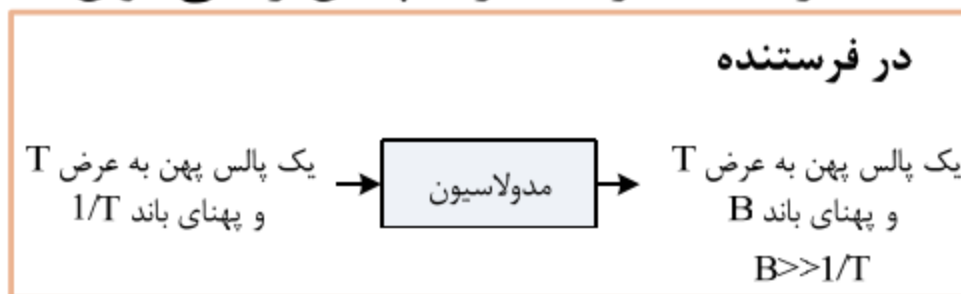 در فرستنده
یک پالس پهن به عرض T
و پهنای باند 1/T
مدولاسیون
یک پالس پهن به عرض T
و پهنای باند B
B>>1/T